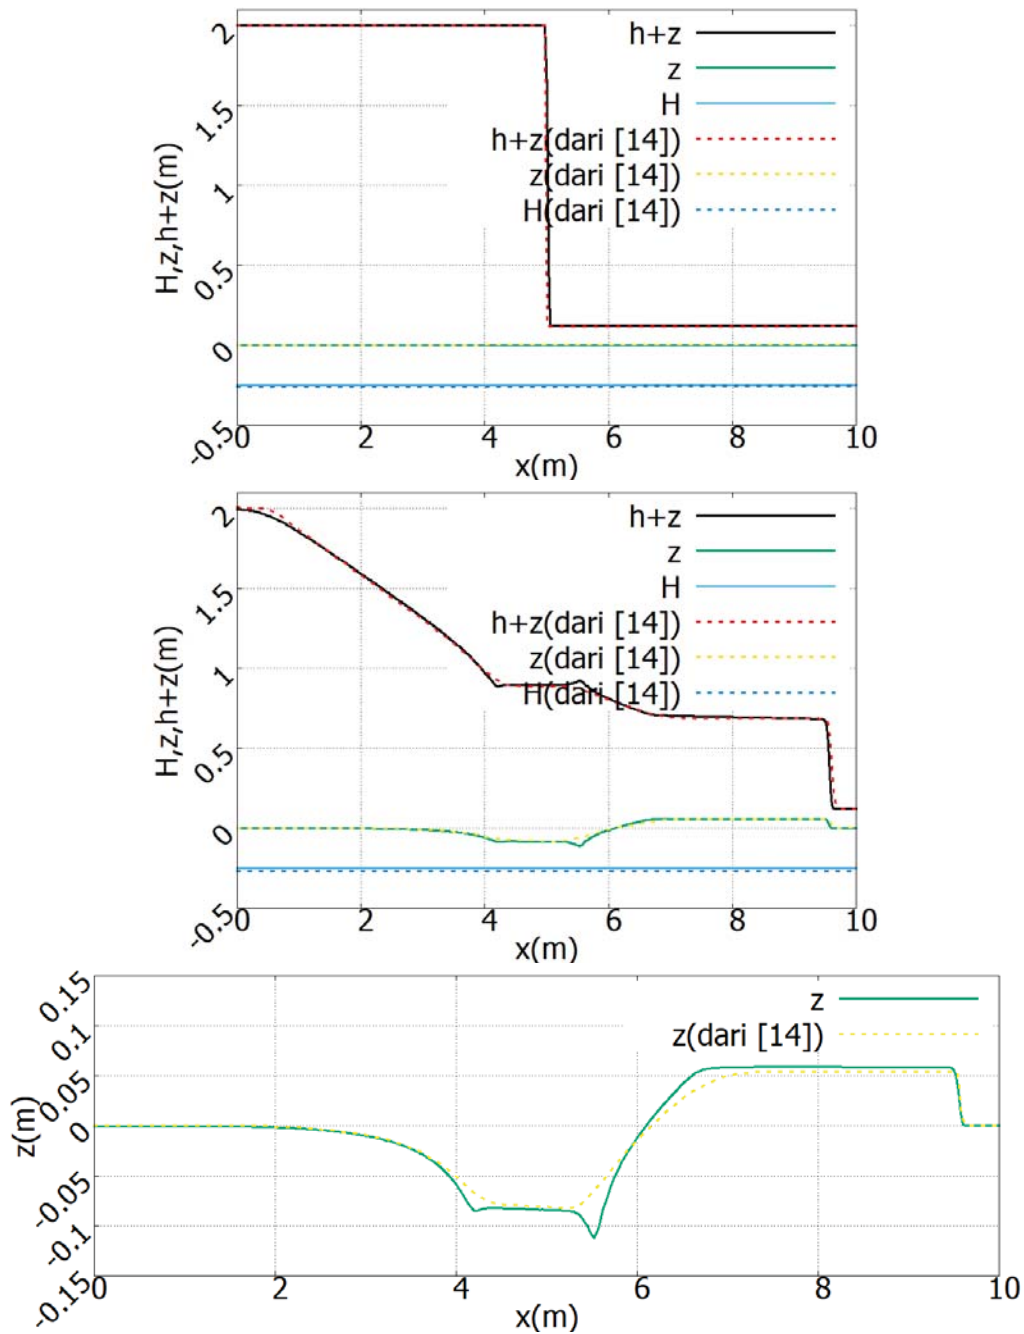 H,z,h+z(m)
2
1.5
1
0.5
0
-0.5
h+z
z
H
h+z(dari [14])
z(dari [14])
H(dari [14])
0 2 4 6 8 10
x(m)
H,z,h+z(m)
2
1.5
1
0.5
0
-0.5
h+z
z
H
h+z(dari [14])
z(dari [14])
H(dari [14])
0 2 4 6 8 10
x(m)
z(m)
0.15
0.1
0.05
0
-0.05
-0.1
-0.15
z
z(dari [14])
0 2 4 6 8 10
x(m)